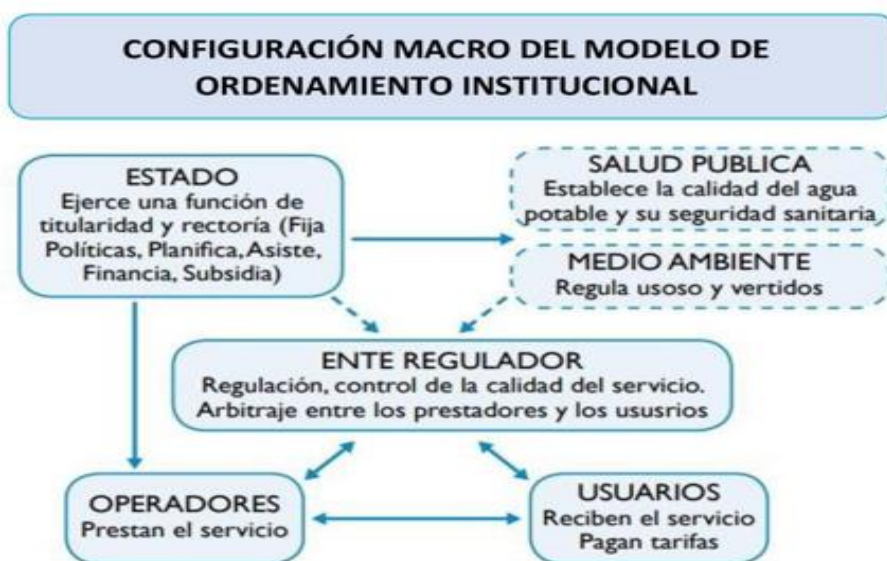 CONFIGURACIÓN MACRO DEL MODELO DE
ORDENAMIENTO INSTITUCIONAL
ESTADO
Ejerce una función de
titularidad y rectoría (Fija
Políticas, Planifica, Asiste,
Financia, Subsidia)
SALUD PUBLICA
Establece la calidad del agua
potable y su seguridad sanitaria
MEDIO AMBIENTE
Regula usoso y vertidos
ENTE REGULADOR
Regulación, control de la calidad del servicio.
Arbitraje entre los prestadores y los ususrios
OPERADORES
Prestan el servicio
USUARIOS
Reciben el servicio
Pagan tarifas